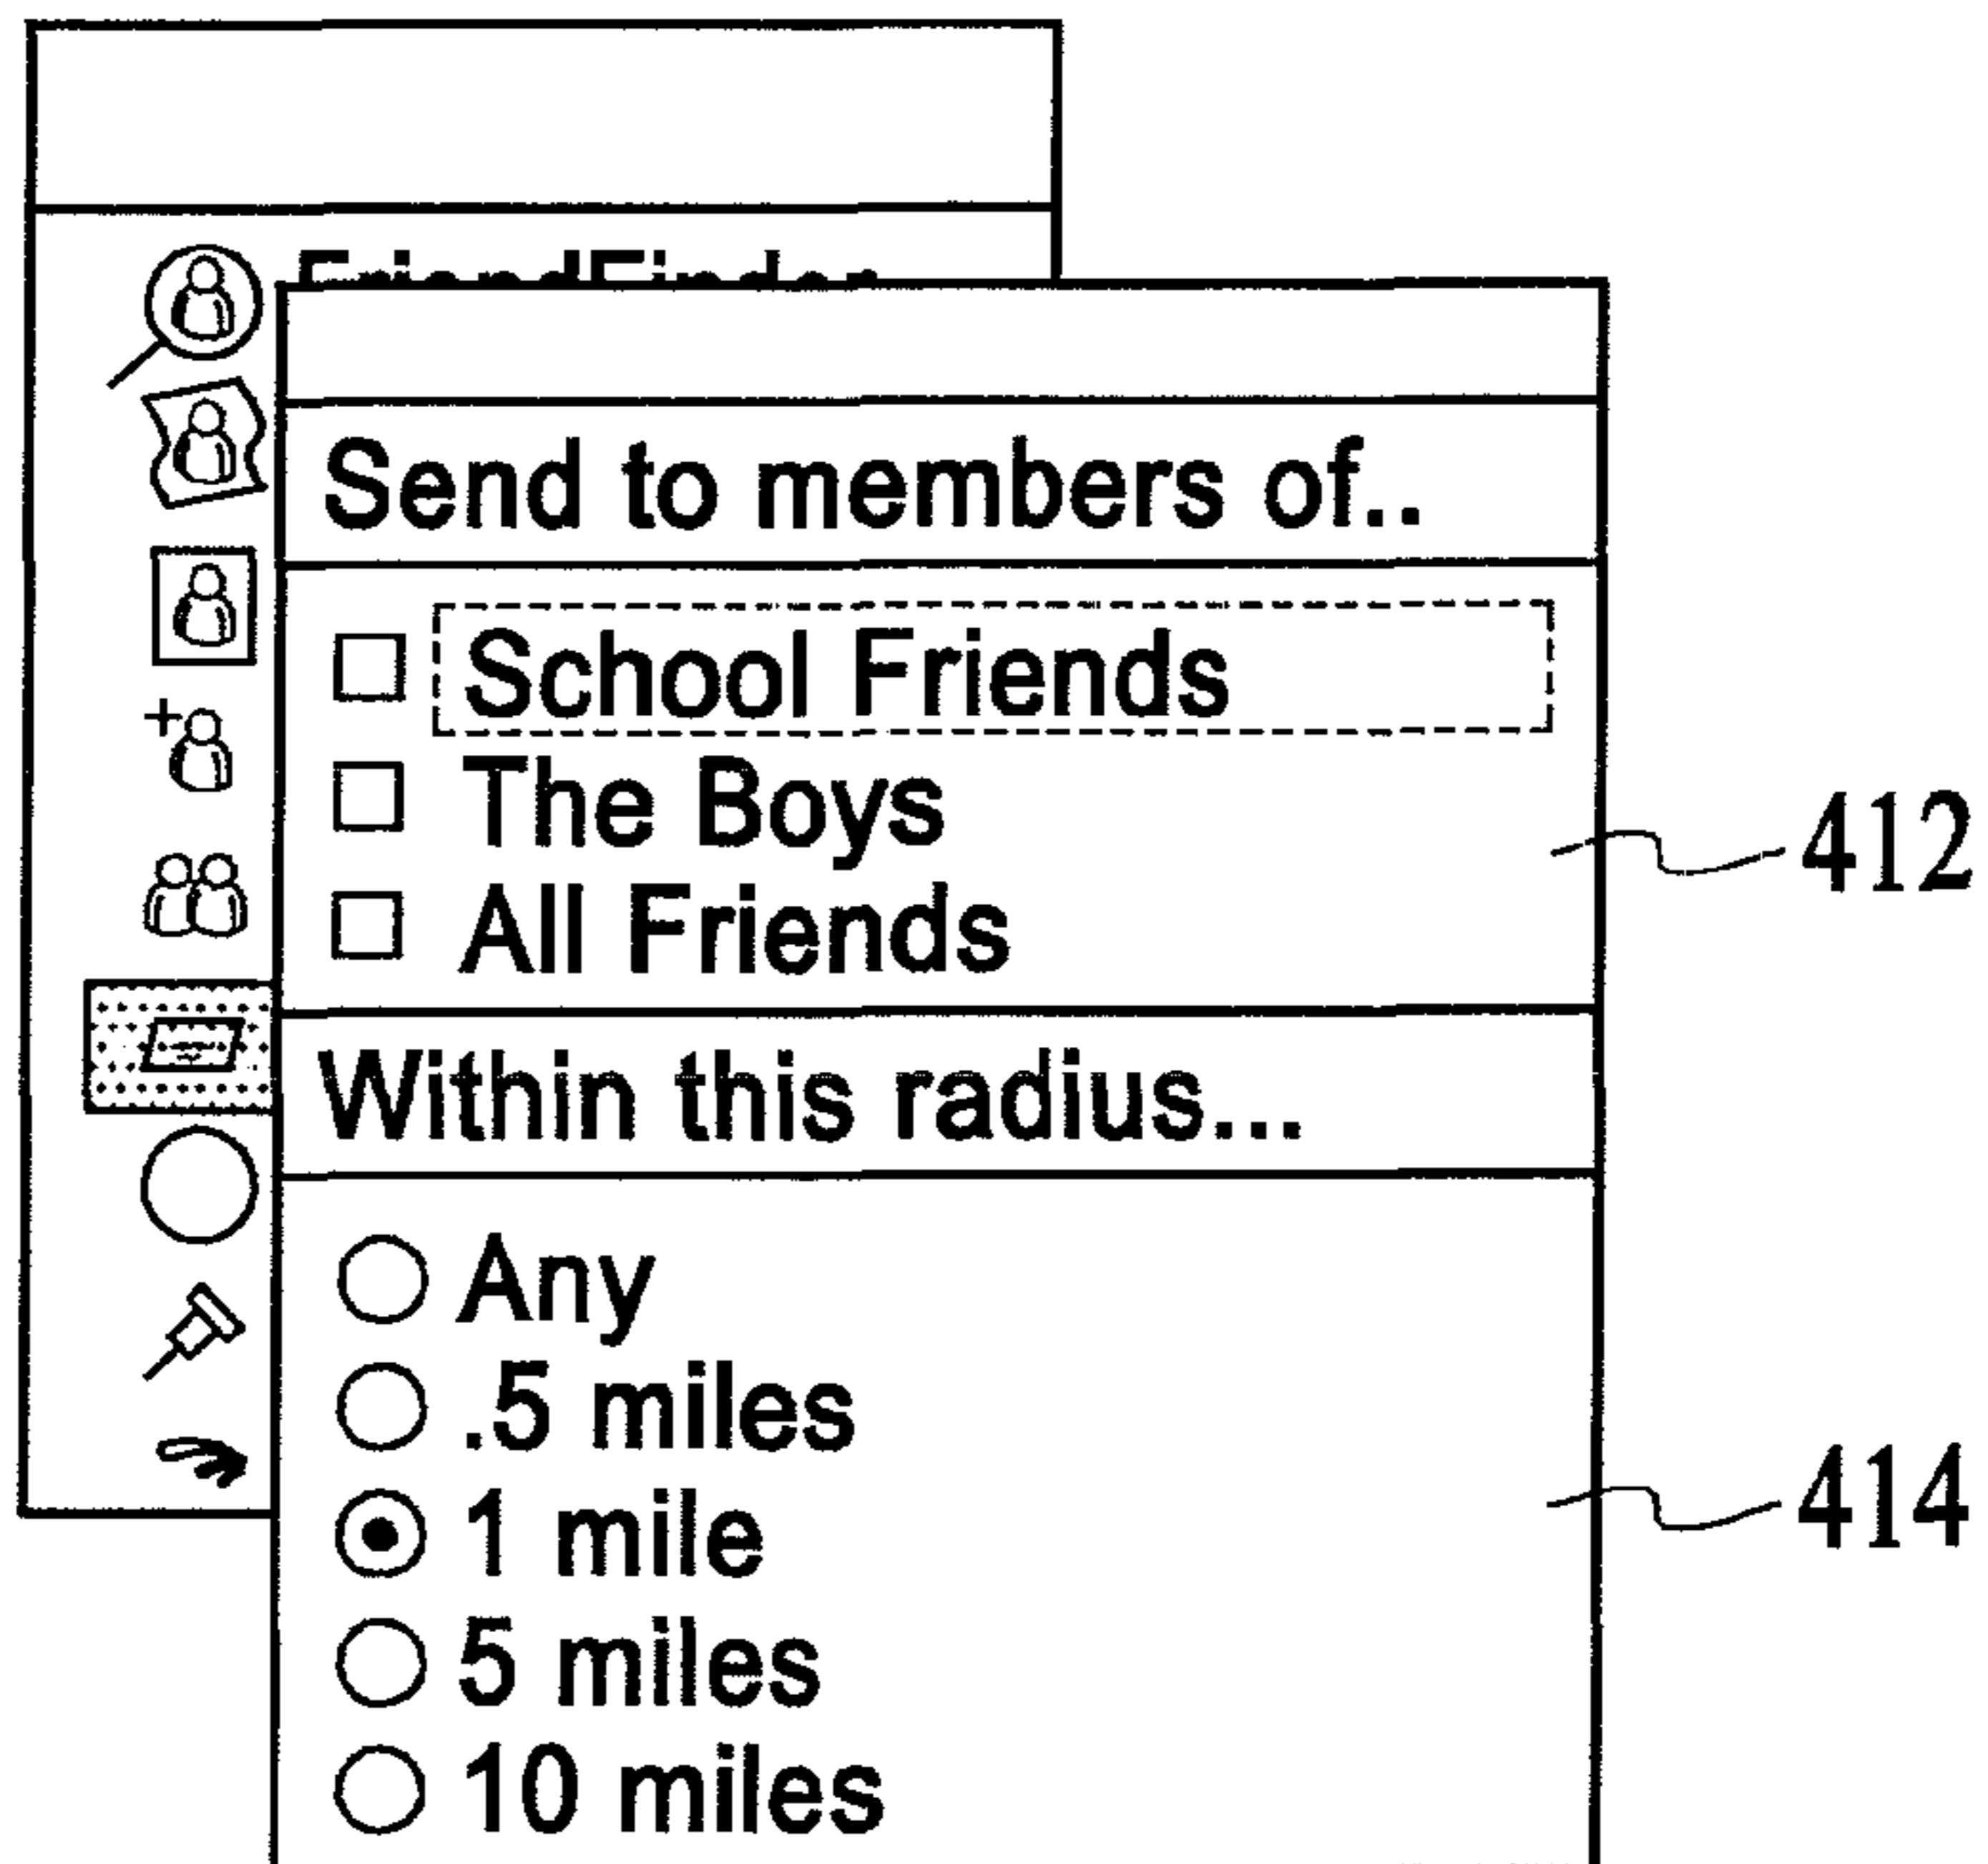 Send to members of..
School Friends
The Boys
412
All Friends
Within this radius...
Any
.5 miles
414
1 mile
5 miles
10 miles